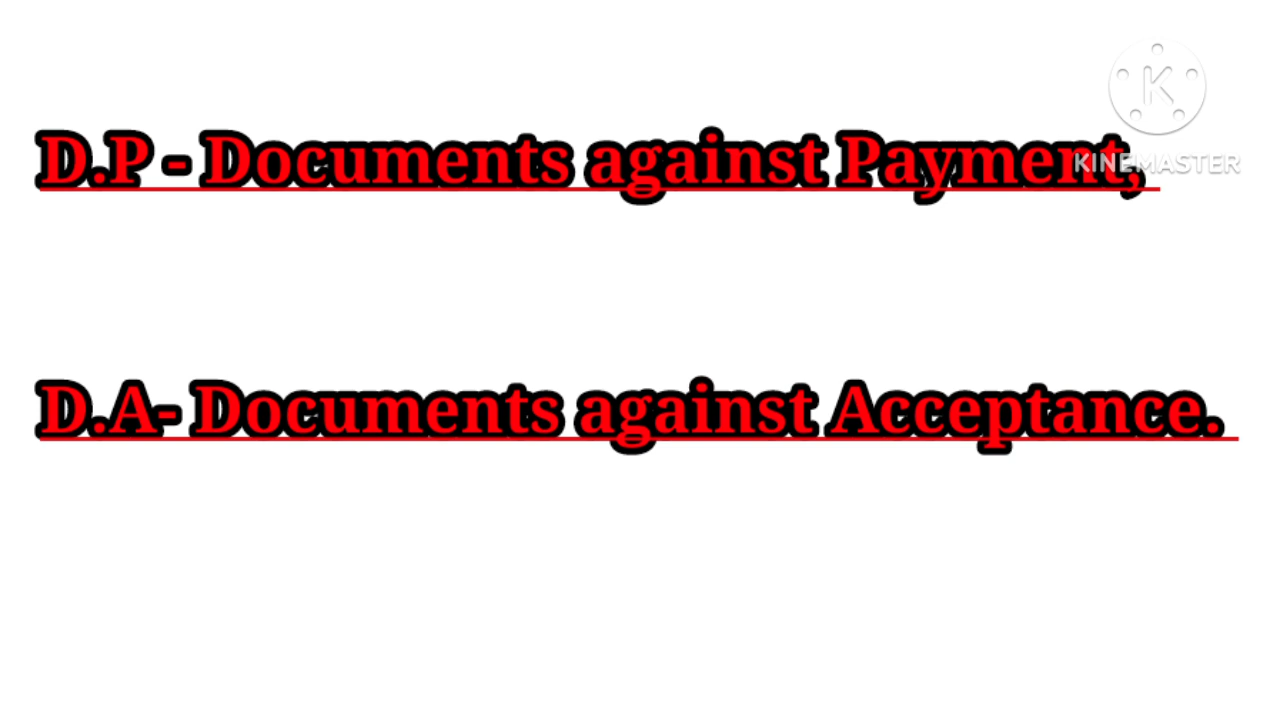 D.P - Documents against Payment,
KINEMASTER
D.A- Documents against Acceptance.